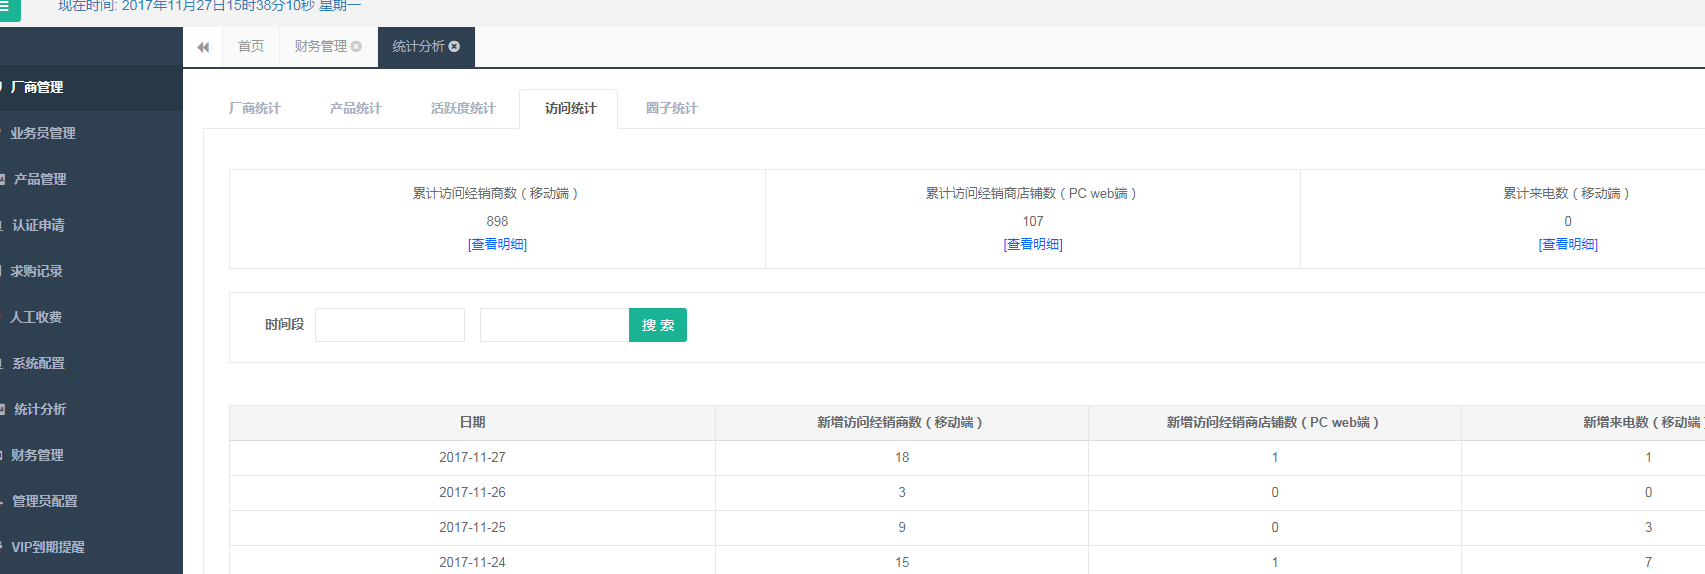 现在时间: 2017年11月27日15时38分10秒 星期一
首页 财务管理 统计分析
厂商管理
业务员管理
产品管理
认证申请
求购记录
人工收费
系统配置
统计分析
财务管理
管理员配置
VIP到期提醒
厂商统计 产品统计 活跃度统计 访问统计 圈子统计
累计访问经销商数（移动端） 累计访问经销商店铺数（PC web端） 累计来电数（移动端）
898 107 0
[查看明细] [查看明细] [查看明细]
时间段 搜 索
日期 新增访问经销商数（移动端） 新增访问经销商店铺数（PC web端） 新增来电数（移动端）
2017-11-27 18 1 1
2017-11-26 3 0 0
2017-11-25 9 0 3
2017-11-24 15 1 7